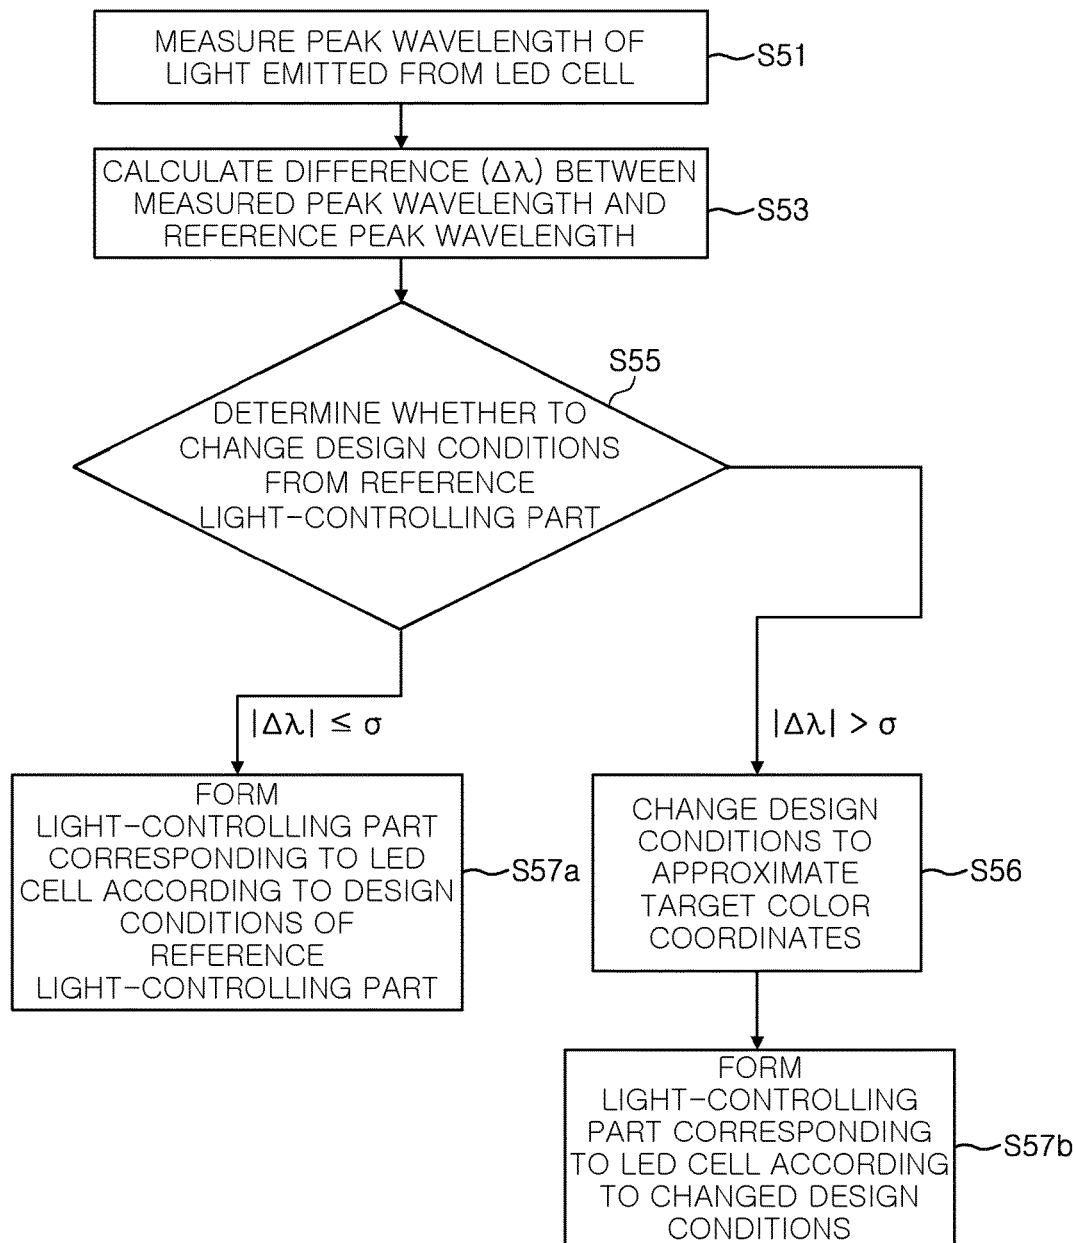 MEASURE PEAK WAVELENGTH OF
LIGHT EMITTED FROM LED CELL
S51
CALCULATE DIFFERENCE (Δλ) BETWEEN
MEASURED PEAK WAVELENGTH AND
REFERENCE PEAK WAVELENGTH
S53
S55
DETERMINE WHETHER TO
CHANGE DESIGN CONDITIONS
FROM REFERENCE
LIGHT-CONTROLLING PART
|Δλ| ≤ σ
|Δλ| > σ
FORM
LIGHT-CONTROLLING PART
CORRESPONDING TO LED
CELL ACCORDING TO DESIGN
CONDITIONS OF
REFERENCE
LIGHT-CONTROLLING PART
S57a
CHANGE DESIGN
CONDITIONS TO
APPROXIMATE
TARGET COLOR
COORDINATES
S56
FORM
LIGHT-CONTROLLING
PART CORRESPONDING
TO LED CELL ACCORDING
TO CHANGED DESIGN
CONDITIONS
S57b